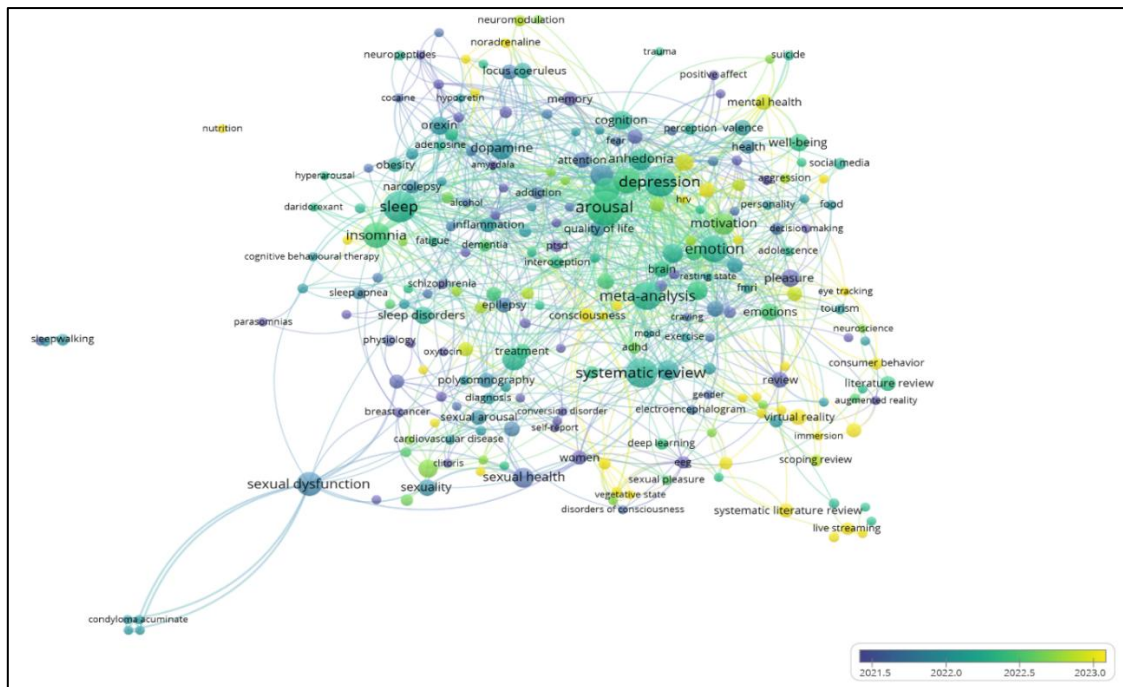 neuromodulation
noradrenaline
trauma
suicide
neuropeptides
locus coeruleus
positive affect
cocaine
hypocretin
memory
mental health
nutrition
orexin
cognition
perception
valence
adenosine
dopamine
fear
health
well-being
obesity
amygdala
attention
anhedonia
social media
hyperarousal
narcolepsy
depression
aggression
daridorexant
sleep
alcohol
addiction
arousal
hrv
personality
food
insomnia
inflammation
quality of life
motivation
decision making
fatigue
dementia
ptsd
emotion
adolescence
cognitive behavioural therapy
interoception
brain
resting state
schizophrenia
pleasure
sleep apnea
meta-analysis
fmri
eye tracking
epilepsy
tourism
parasomnias
sleep disorders
consciousness
craving
emotions
neuroscience
sleepwalking
physiology
mood
exercise
oxytocin
treatment
adhd
consumer behavior
polysomnography
systematic review
review
literature review
diagnosis
gender
augmented reality
breast cancer
sexual arousal
conversion disorder
electroencephalogram
virtual reality
self-report
cardiovascular disease
deep learning
immersion
clitoris
women
eeg
scoping review
sexual dysfunction
sexuality
sexual health
sexual pleasure
vegetative state
disorders of consciousness
systematic literature review
live streaming
condyloma acuminate
2021.5 2022.0 2022.5 2023.0